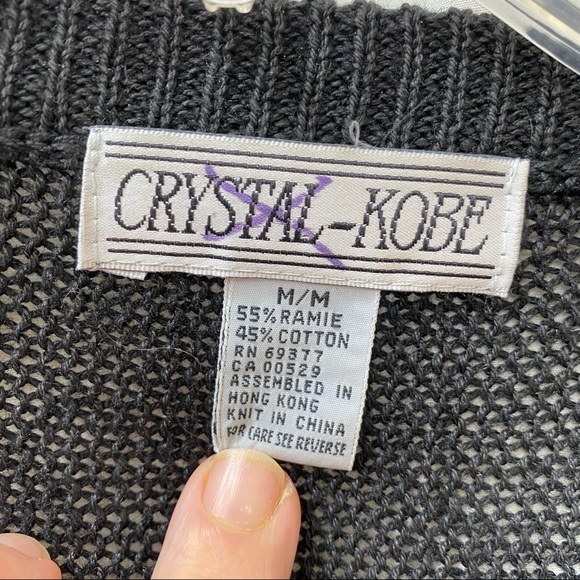 CRYSTAL-KOBE
M/M
55% RAMIE
45% COTTON
RN 69377
CA 00529
ASSEMBLED IN
HONG KONG
KNIT IN CHINA
FOR CARE SEE REVERSE